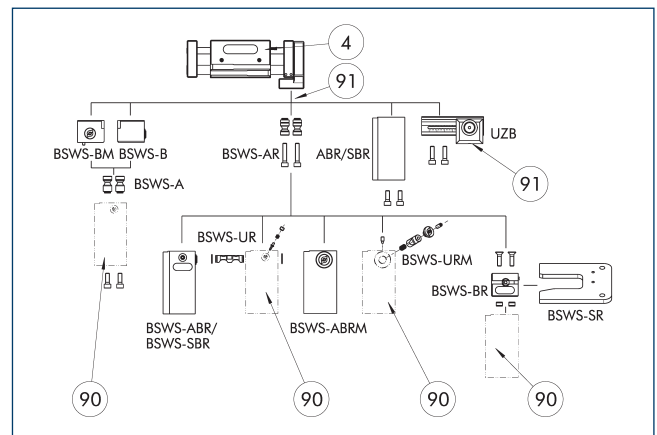 4
91
BSWS-BM BSWS-B
BSWS-AR
ABR/SBR
UZB
BSWS-A
91
BSWS-UR
BSWS-URM
BSWS-BR
BSWS-SR
BSWS-ABR/
BSWS-SBR
BSWS-ABRM
90
90
90
90